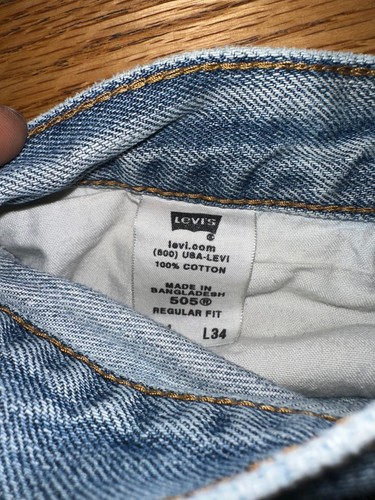 LEVI'S
levi.com
(800) USA-LEVI
100% COTTON
MADE IN
BANGLADESH
505®
REGULAR FIT
L34